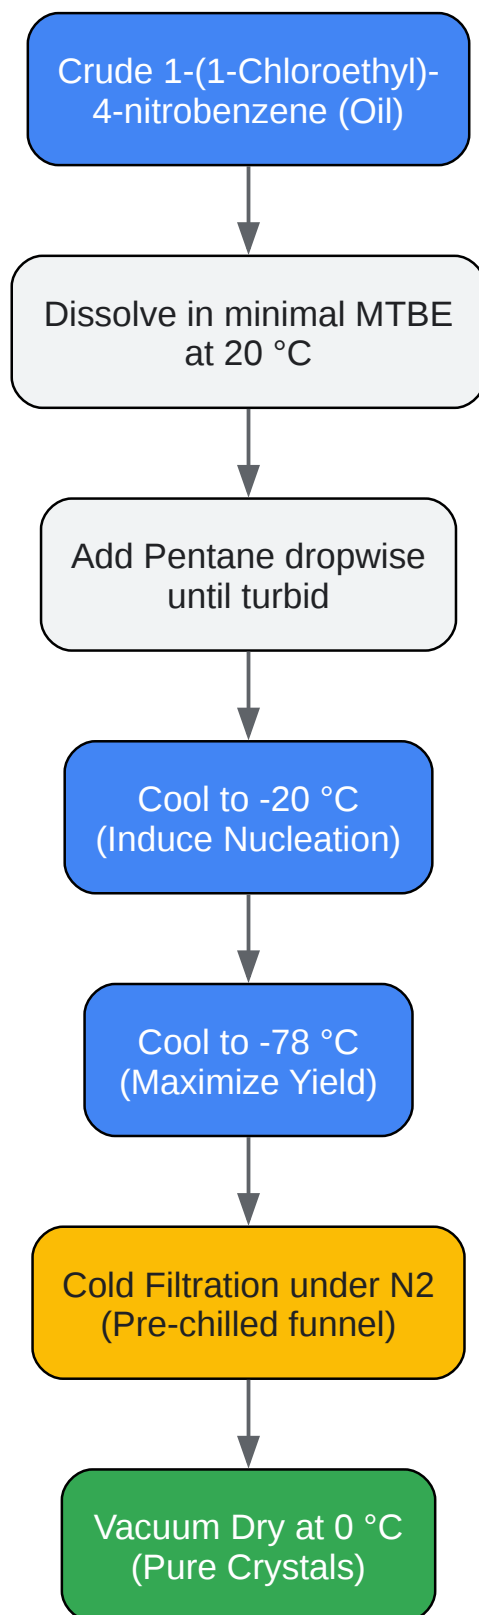 Crude 1-(1-Chloroethyl)-
4-nitrobenzene (Oil)
Dissolve in minimal MTBE
at 20 °C
Add Pentane dropwise
until turbid
Cool to -20 °C
(Induce Nucleation)
Cool to -78 °C
(Maximize Yield)
Cold Filtration under N2
(Pre-chilled funnel)
Vacuum Dry at 0 °C
(Pure Crystals)